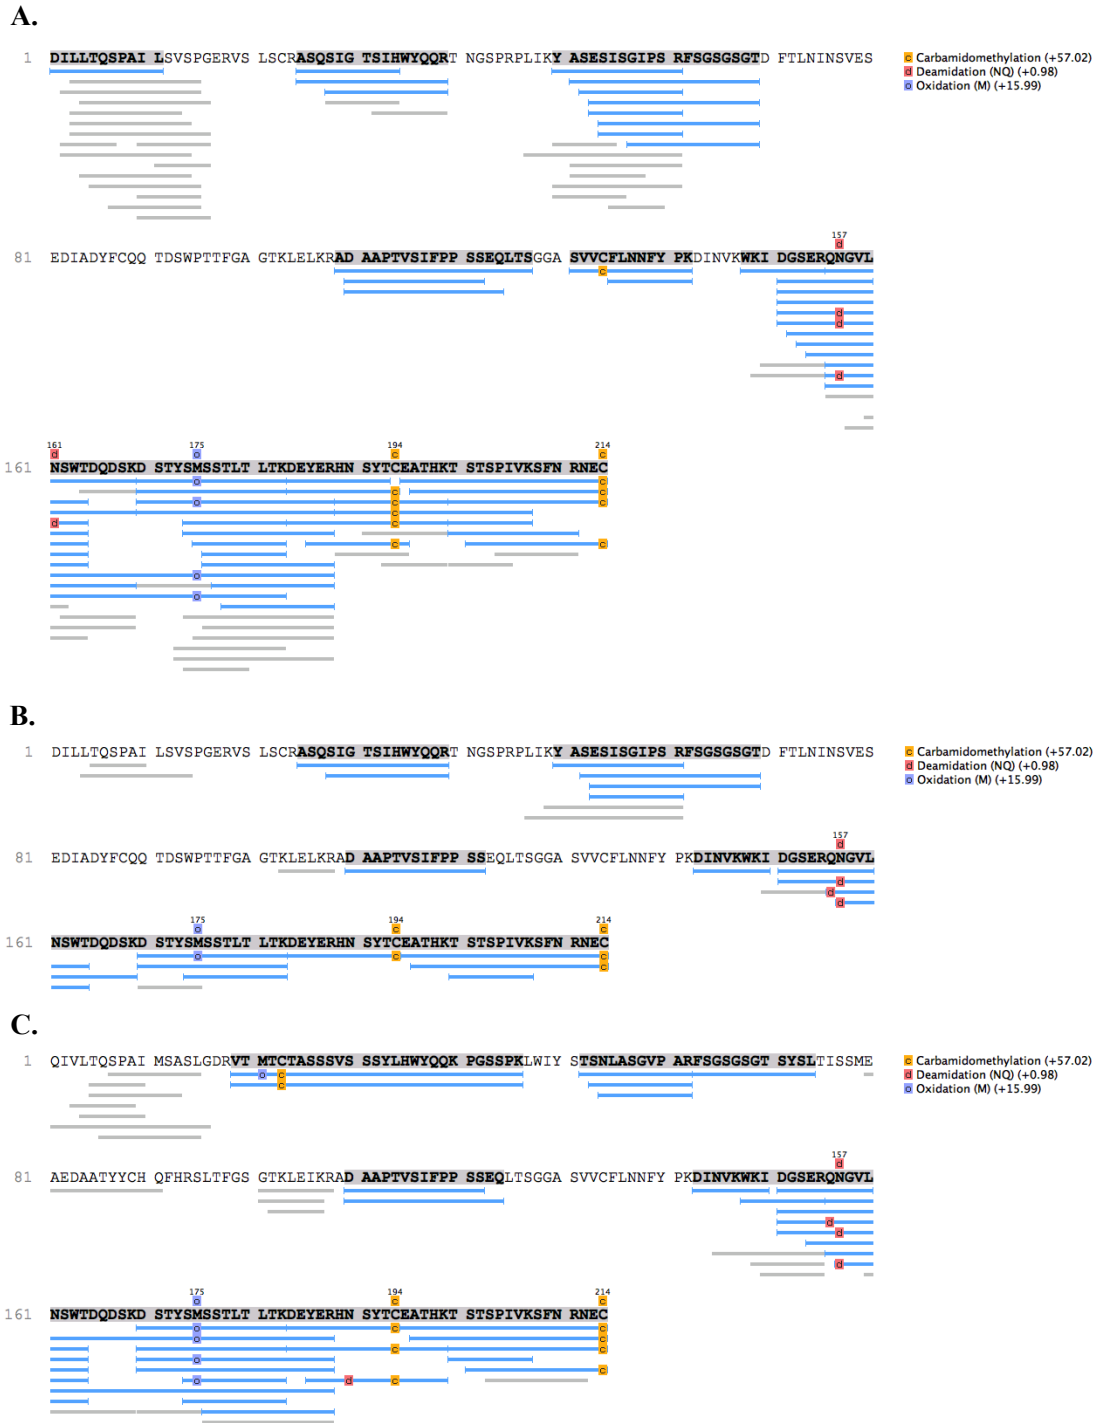 A.
1 DILLTQSPAI LSVSPGERVS LSCRASQSIG TSIHWYQQRT NGSPRPLIKY ASESISGIPS RFSGSGSGTD FTLNINSVES
c Carbamidomethylation (+57.02)
d Deamidation (NQ) (+0.98)
o Oxidation (M) (+15.99)
157
d
81 EDIADYFCQQ TDSWPTTFGA GTKLELKRAD AAPTVSIFPP SSEQLTSGGA SVVCFLNNFY PKDINVKWKI DGSERQNGVL
c
d
d
d
161 175 194 214
d o c c
161 NSWTDQDSKD STYSMSSTLT LTKDEYERHN SYTCEATHKT STSPIVKSFN RNEC
o c
c c
o c c
c
d c
c c
o
o
B.
1 DILLTQSPAI LSVSPGERVS LSCRASQSIG TSIHWYQQRT NGSPRPLIKY ASESISGIPS RFSGSGSGTD FTLNINSVES
c Carbamidomethylation (+57.02)
d Deamidation (NQ) (+0.98)
o Oxidation (M) (+15.99)
157
d
81 EDIADYFCQQ TDSWPTTFGA GTKLELKRAD AAPTVSIFPP SSEQLTSGGA SVVCFLNNFY PKDINVKWKI DGSERQNGVL
d
d
d
175 194 214
o c c
161 NSWTDQDSKD STYSMSSTLT LTKDEYERHN SYTCEATHKT STSPIVKSFN RNEC
o c c
c
C.
1 QIVLTQSPAI MSASLGDRVT MTCTASSSVS SSYLHWYQQK PGSSPKLWIY STSNLASGVP ARFSGSGSGT SYSLTISSME
o c
c
c Carbamidomethylation (+57.02)
d Deamidation (NQ) (+0.98)
o Oxidation (M) (+15.99)
157
d
81 AEDAATYYCH QFHRSLTFGS GTKLEIKRAD AAPTVSIFPP SSEQLTSGGA SVVCFLNNFY PKDINVKWKI DGSERQNGVL
d
d
d
175 194 214
o c c
161 NSWTDQDSKD STYSMSSTLT LTKDEYERHN SYTCEATHKT STSPIVKSFN RNEC
o c c
o c
o c c
o
c
o d c